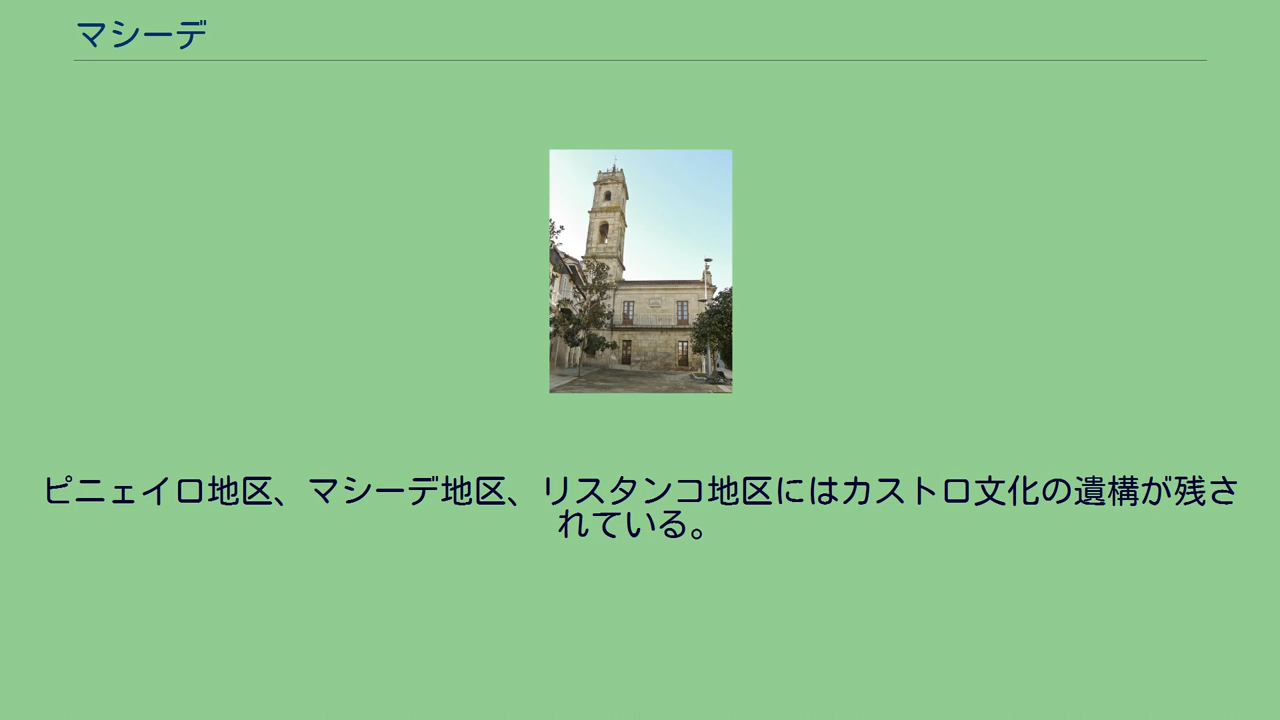 マシーデ
ピニェイロ地区、マシーデ地区、リスタンコ地区にはカストロ文化の遺構が残さ
れている。